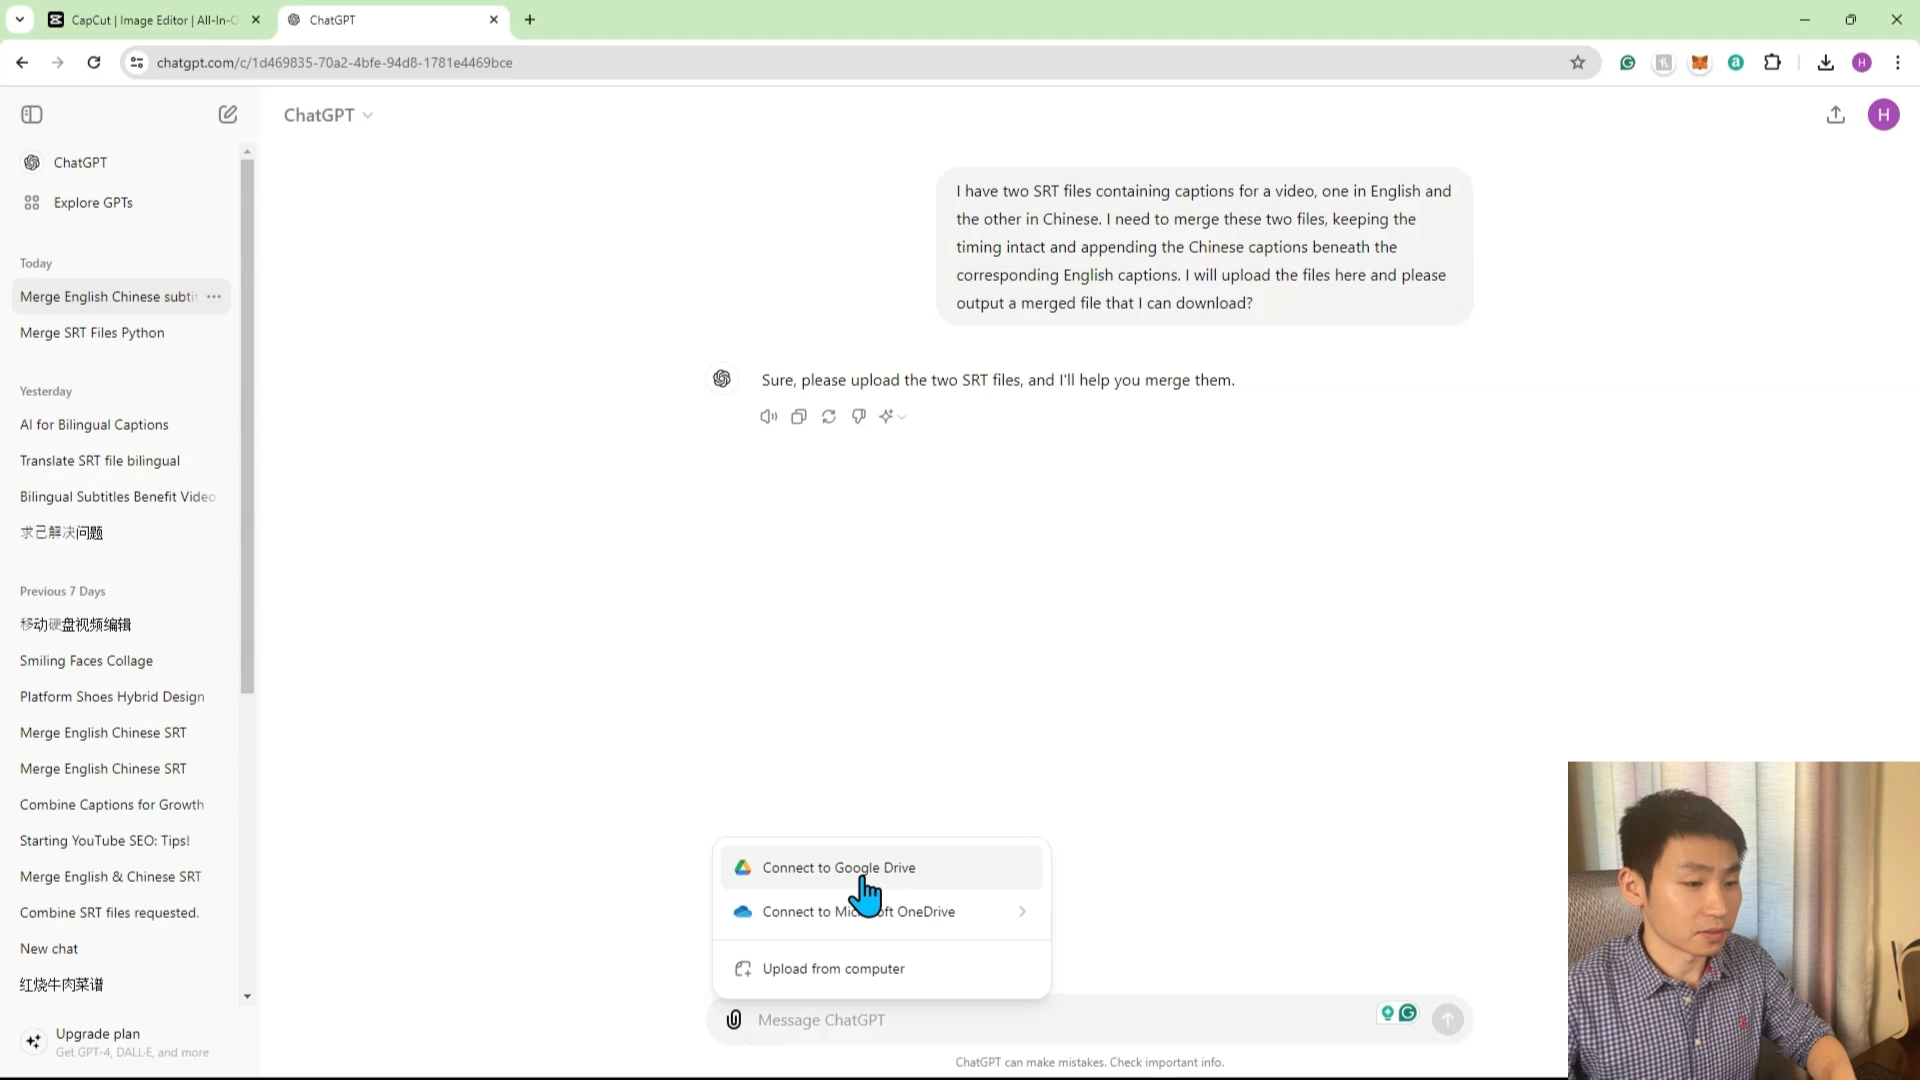 CapCut | Image Editor | All-In-
ChatGPT
chatgpt.com/c/1d469835-70a2-4bfe-94d8-1781e4469bce
H
ChatGPT
H
ChatGPT
Explore GPTs
Today
Merge English Chinese subtit
Merge SRT Files Python
Yesterday
AI for Bilingual Captions
Translate SRT file bilingual
Bilingual Subtitles Benefit Video
求己解决问题
Previous 7 Days
移动硬盘视频编辑
Smiling Faces Collage
Platform Shoes Hybrid Design
Merge English Chinese SRT
Merge English Chinese SRT
Combine Captions for Growth
Starting YouTube SEO: Tips!
Merge English & Chinese SRT
Combine SRT files requested.
New chat
红烧牛肉菜谱
Upgrade plan
Get GPT-4, DALL·E, and more
I have two SRT files containing captions for a video, one in English and
the other in Chinese. I need to merge these two files, keeping the
timing intact and appending the Chinese captions beneath the
corresponding English captions. I will upload the files here and please
output a merged file that I can download?
Sure, please upload the two SRT files, and I'll help you merge them.
Connect to Google Drive
Connect to Microsoft OneDrive
Upload from computer
Message ChatGPT
ChatGPT can make mistakes. Check important info.